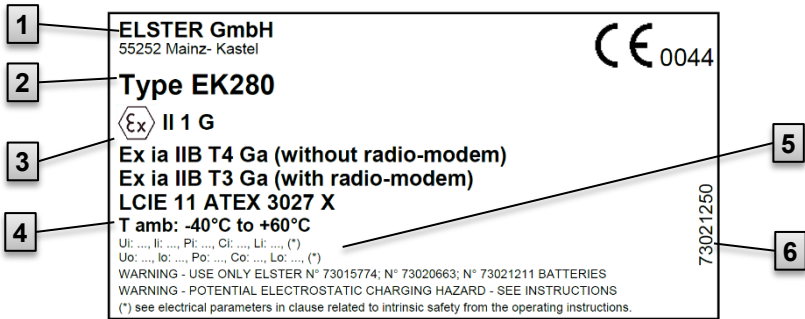 1
ELSTER GmbH
55252 Mainz- Kastel
CE 0044
2
Type EK280
Ex II 1 G
3
Ex ia IIB T4 Ga (without radio-modem)
5
Ex ia IIB T3 Ga (with radio-modem)
LCIE 11 ATEX 3027 X
4
T amb: -40°C to +60°C
Ui: ..., Ii: ..., Pi: ..., Ci: ..., Li: ..., (*)
Uo: ..., Io: ..., Po: ..., Co: ..., Lo: ..., (*)
73021250
6
WARNING - USE ONLY ELSTER N° 73015774; N° 73020663; N° 73021211 BATTERIES
WARNING - POTENTIAL ELECTROSTATIC CHARGING HAZARD - SEE INSTRUCTIONS
(*) see electrical parameters in clause related to intrinsic safety from the operating instructions.